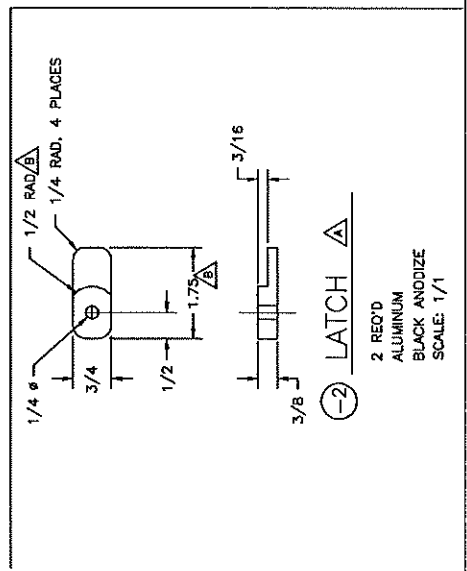 1/4 ø
1/2 RAD B
1/4 RAD, 4 PLACES
3/4
1/2
1.75 B
3/8
3/16
-2 LATCH A
2 REQ'D
ALUMINUM
BLACK ANODIZE
SCALE: 1/1